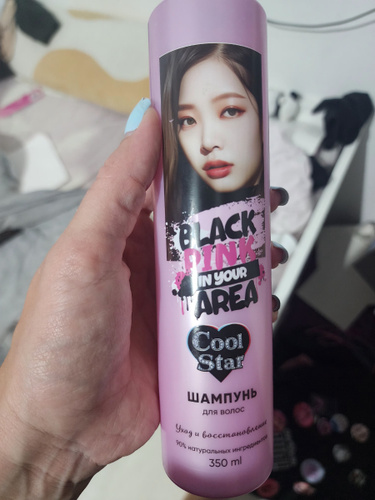 BLACK
PINK
IN YOUR
AREA
Cool
Star
ШАМПУНЬ
для волос
Уход и восстановление
90% натуральных ингредиентов
350 ml